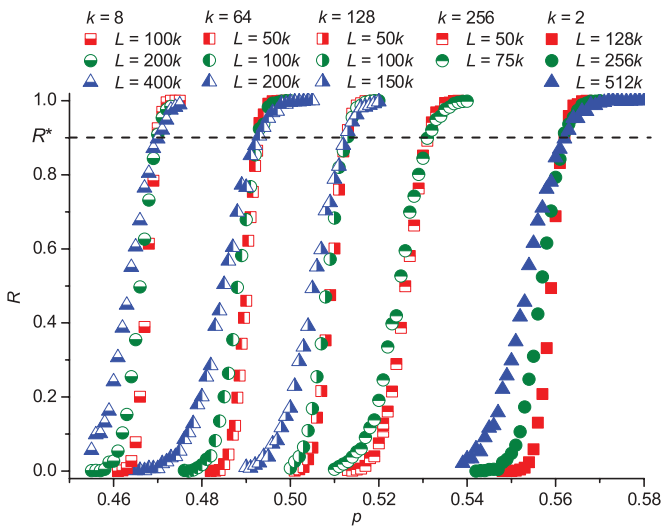 k = 8 k = 64 k = 128 k = 256 k = 2
L = 100k L = 50k L = 50k L = 50k L = 128k
L = 200k L = 100k L = 100k L = 75k L = 256k
L = 400k L = 200k L = 150k L = 512k
1.0
R*
0.8
0.6
R
0.4
0.2
0.0
0.46 0.48 0.50 0.52 0.54 0.56 0.58
p